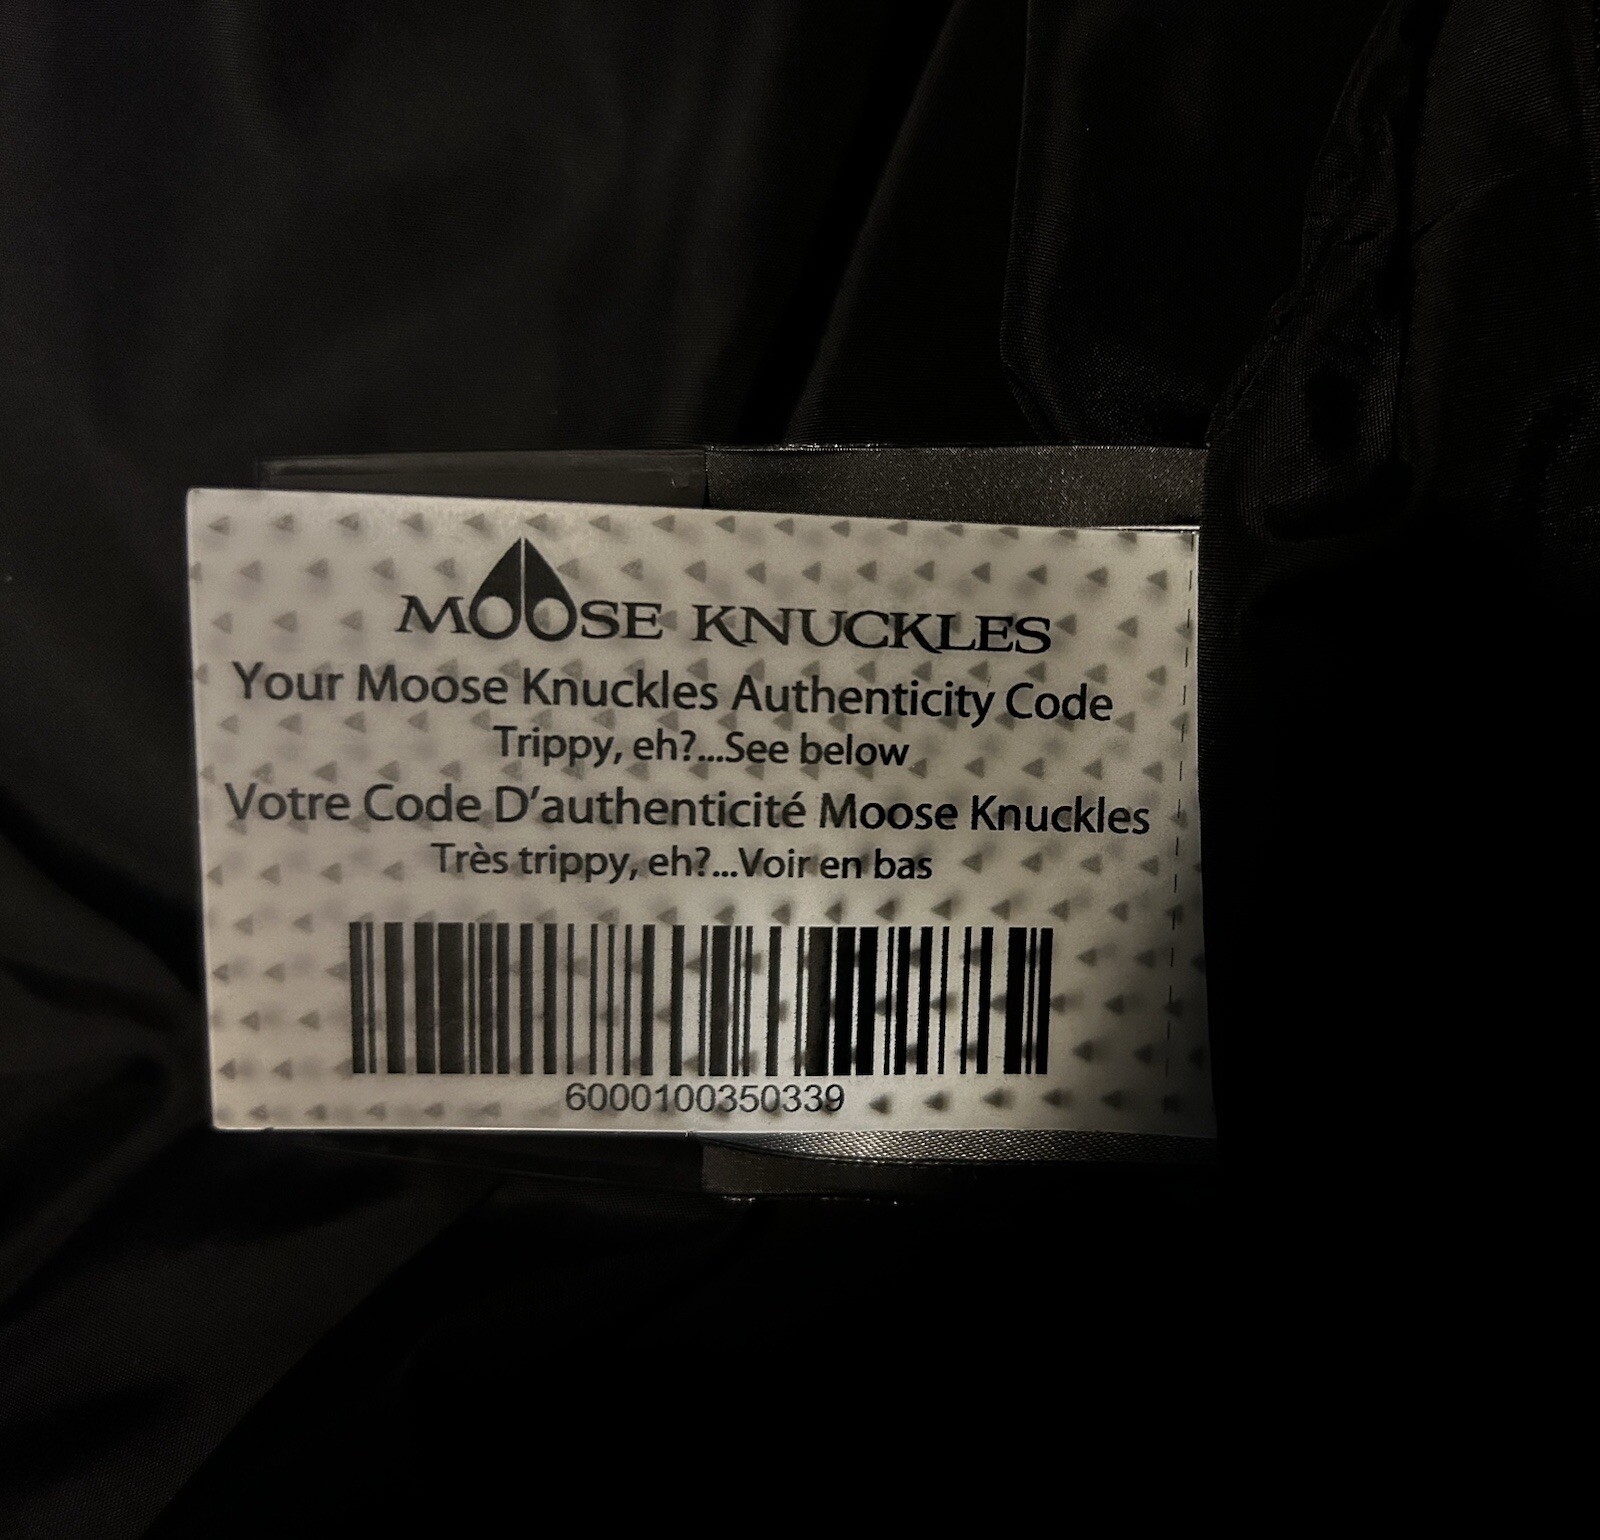 MOOSE KNUCKLES
Your Moose Knuckles Authenticity Code
Trippy, eh?...See below
Votre Code D'authenticité Moose Knuckles
Très trippy, eh?...Voir en bas
6000100350339